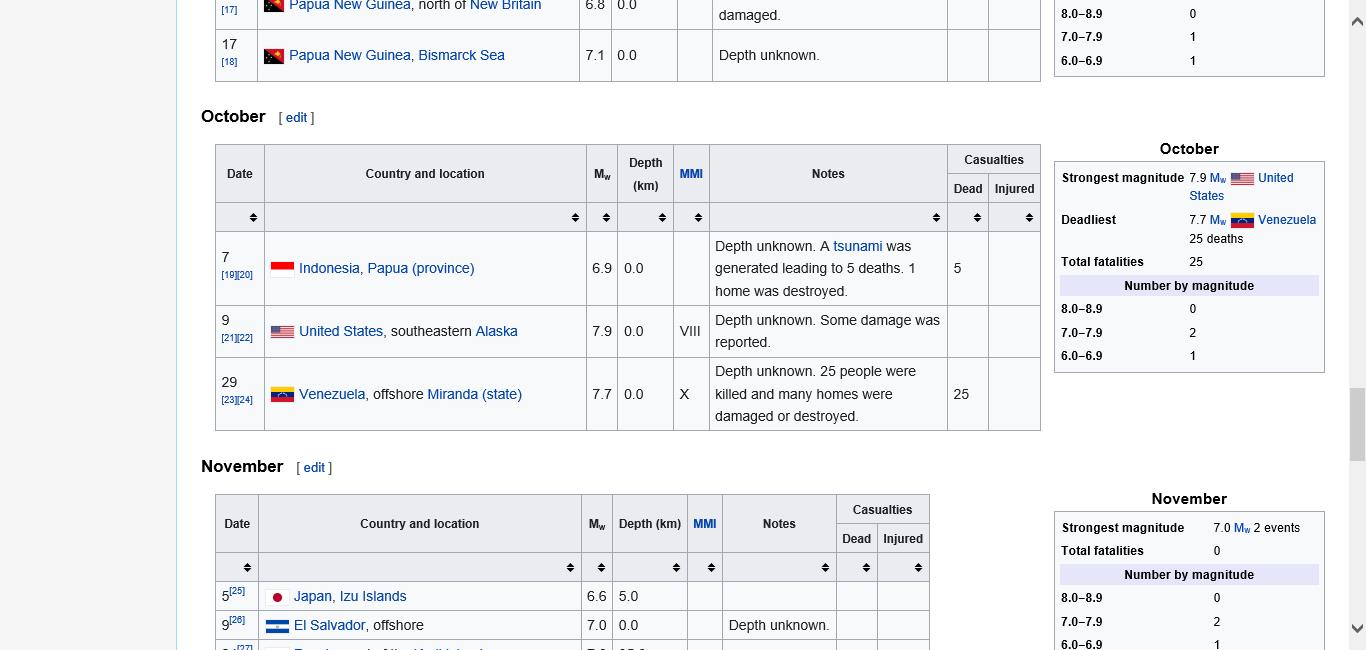 [17]
Papua New Guinea, north of New Britain 6.8 0.0
damaged.
17
[18]
Papua New Guinea, Bismarck Sea 7.1 0.0 Depth unknown.
8.0–8.9 0
7.0–7.9 1
6.0–6.9 1
October [ edit ]
Date Country and location Mw Depth (km) MMI Notes Casualties
Dead Injured
7
[19][20]
Indonesia, Papua (province) 6.9 0.0
Depth unknown. A tsunami was
generated leading to 5 deaths. 1
home was destroyed.
5
9
[21][22]
United States, southeastern Alaska 7.9 0.0 VIII
Depth unknown. Some damage was
reported.
29
[23][24]
Venezuela, offshore Miranda (state) 7.7 0.0 X
Depth unknown. 25 people were
killed and many homes were
damaged or destroyed.
25
October
Strongest magnitude 7.9 Mw United
States
Deadliest 7.7 Mw Venezuela
25 deaths
Total fatalities 25
Number by magnitude
8.0–8.9 0
7.0–7.9 2
6.0–6.9 1
November [ edit ]
Date Country and location Mw Depth (km) MMI Notes Casualties
Dead Injured
5[25] Japan, Izu Islands 6.6 5.0
9[26] El Salvador, offshore 7.0 0.0 Depth unknown.
[27]
November
Strongest magnitude 7.0 Mw 2 events
Total fatalities 0
Number by magnitude
8.0–8.9 0
7.0–7.9 2
6.0–6.9 1